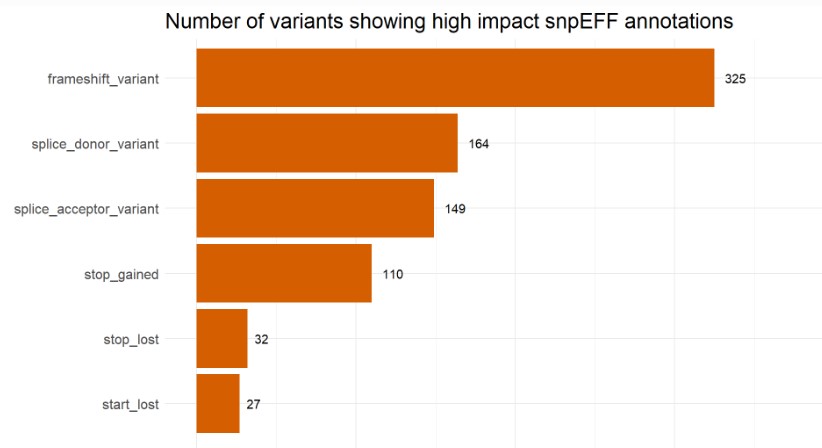 Number of variants showing high impact snpEFF annotations
frameshift_variant 325
splice_donor_variant 164
splice_acceptor_variant 149
stop_gained 110
stop_lost 32
start_lost 27